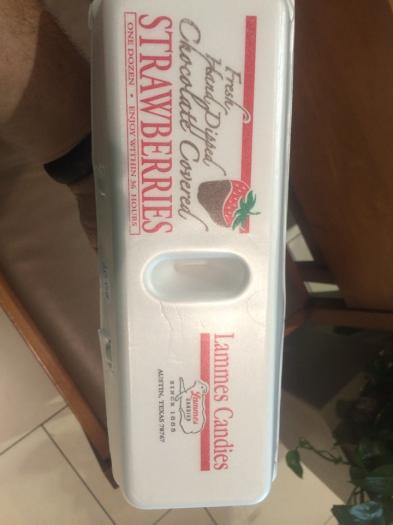 Fresh
Handy Dipped
Chocolate Covered
STRAWBERRIES
ONE DOZEN • ENJOY WITHIN 36 HOURS
Lammes Candies
Lammes
CANDIES
SINCE 1885
AUSTIN, TEXAS 78767